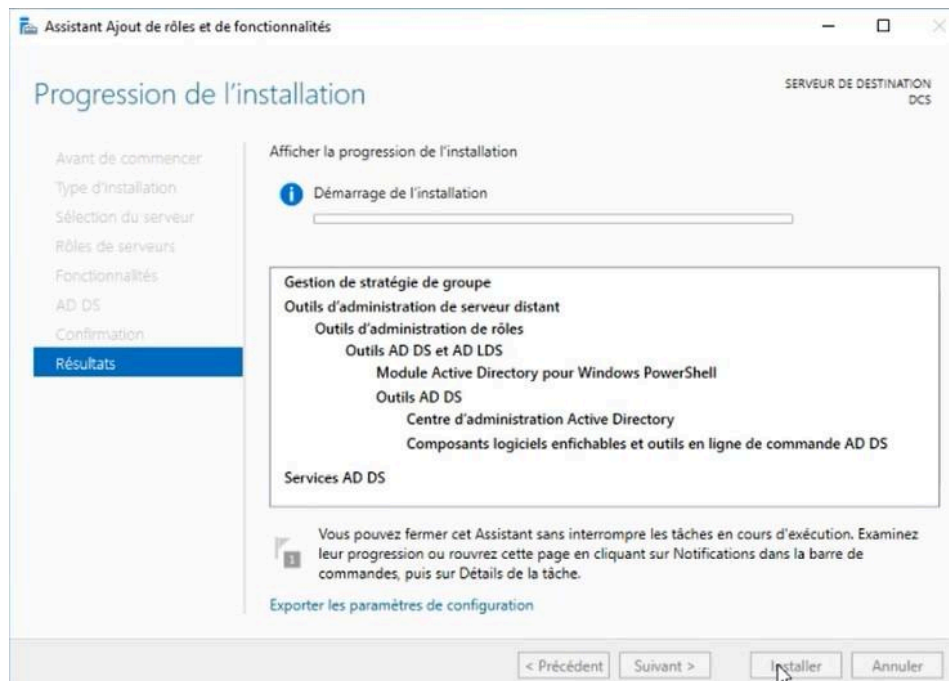 Assistant Ajout de rôles et de fonctionnalités
Progression de l'installation
SERVEUR DE DESTINATION
DCS
Avant de commencer
Type d'installation
Sélection du serveur
Rôles de serveurs
Fonctionnalités
AD DS
Confirmation
Résultats
Afficher la progression de l'installation
Démarrage de l'installation
Gestion de stratégie de groupe
Outils d'administration de serveur distant
Outils d'administration de rôles
Outils AD DS et AD LDS
Module Active Directory pour Windows PowerShell
Outils AD DS
Centre d'administration Active Directory
Composants logiciels enfichables et outils en ligne de commande AD DS
Services AD DS
1
Vous pouvez fermer cet Assistant sans interrompre les tâches en cours d'exécution. Examinez
leur progression ou rouvrez cette page en cliquant sur Notifications dans la barre de
commandes, puis sur Détails de la tâche.
Exporter les paramètres de configuration
< Précédent
Suivant >
Installer
Annuler